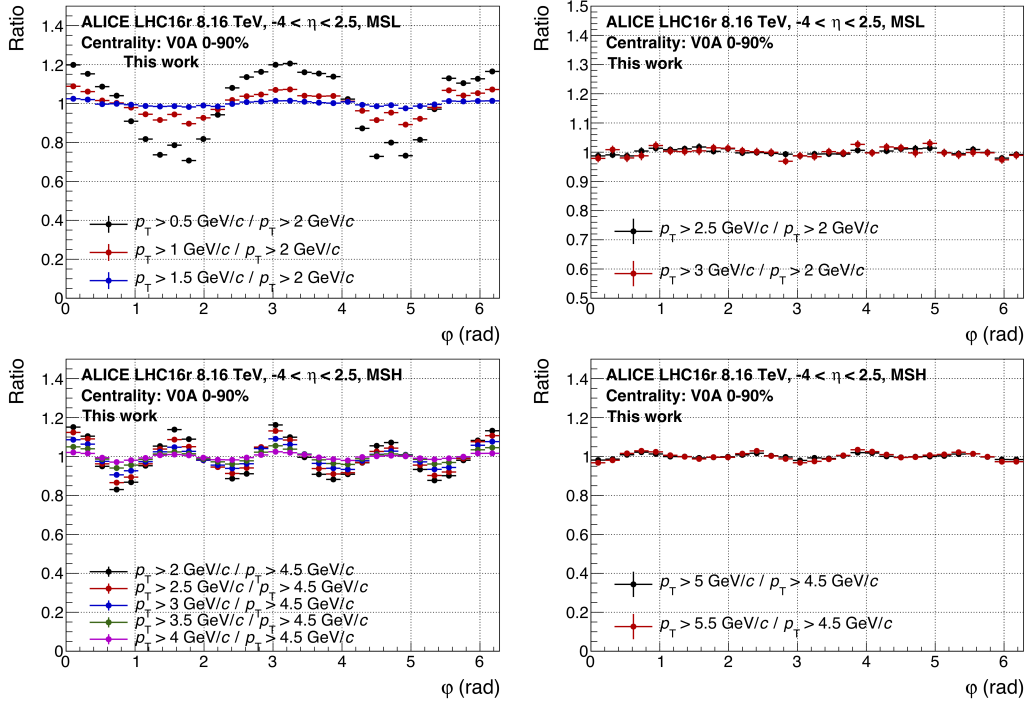 Ratio
ALICE LHC16r 8.16 TeV, -4 < η < 2.5, MSL
Centrality: V0A 0-90%
This work
1.4
1.2
1
0.8
0.6
0.4
0.2
0
p_T > 0.5 GeV/c / p_T > 2 GeV/c
p_T > 1 GeV/c / p_T > 2 GeV/c
p_T > 1.5 GeV/c / p_T > 2 GeV/c
0 1 2 3 4 5 6
φ (rad)
Ratio
ALICE LHC16r 8.16 TeV, -4 < η < 2.5, MSL
Centrality: V0A 0-90%
This work
1.5
1.4
1.3
1.2
1.1
1
0.9
0.8
0.7
0.6
0.5
p_T > 2.5 GeV/c / p_T > 2 GeV/c
p_T > 3 GeV/c / p_T > 2 GeV/c
0 1 2 3 4 5 6
φ (rad)
Ratio
ALICE LHC16r 8.16 TeV, -4 < η < 2.5, MSH
Centrality: V0A 0-90%
This work
1.4
1.2
1
0.8
0.6
0.4
0.2
0
p_T > 2 GeV/c / p_T > 4.5 GeV/c
p_T > 2.5 GeV/c / p_T > 4.5 GeV/c
p_T > 3 GeV/c / p_T > 4.5 GeV/c
p_T > 3.5 GeV/c / p_T > 4.5 GeV/c
p_T > 4 GeV/c / p_T > 4.5 GeV/c
0 1 2 3 4 5 6
φ (rad)
Ratio
ALICE LHC16r 8.16 TeV, -4 < η < 2.5, MSH
Centrality: V0A 0-90%
This work
1.4
1.2
1
0.8
0.6
0.4
0.2
0
p_T > 5 GeV/c / p_T > 4.5 GeV/c
p_T > 5.5 GeV/c / p_T > 4.5 GeV/c
0 1 2 3 4 5 6
φ (rad)